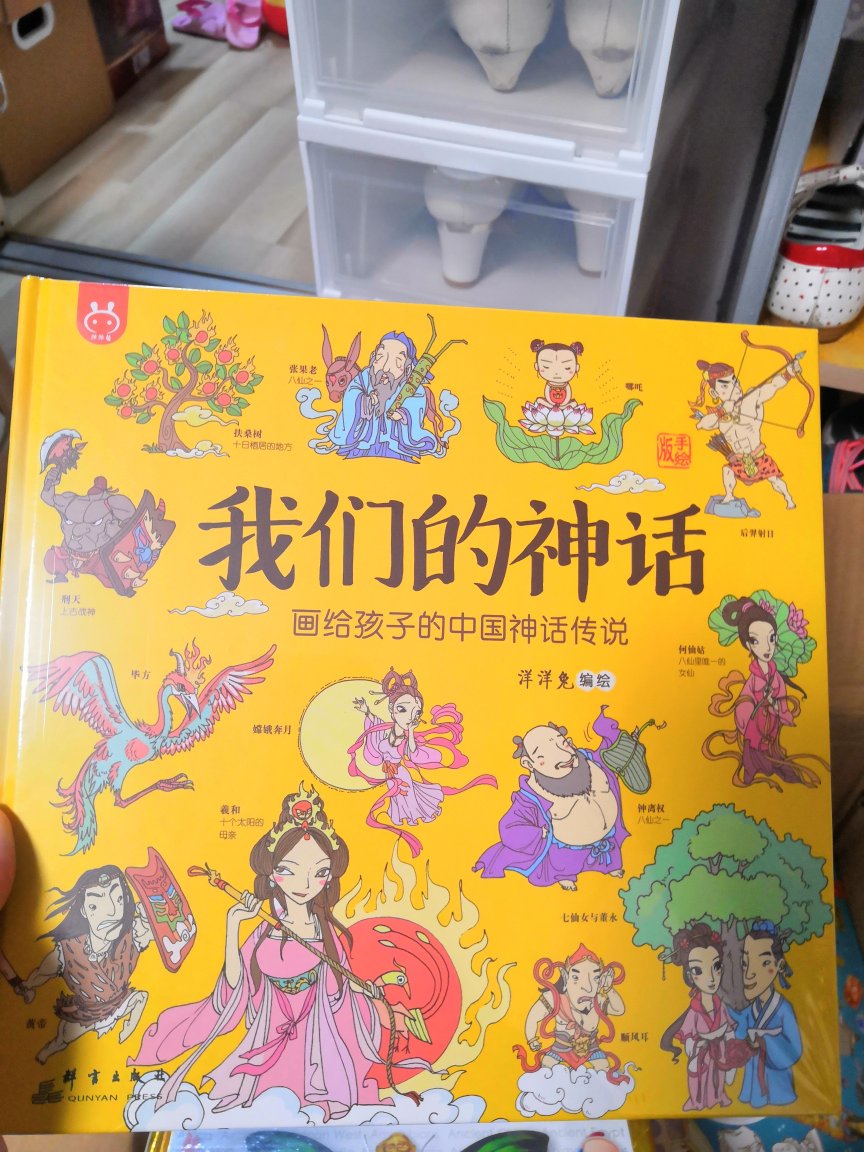 洋洋兔
张果老
八仙之一
哪吒
扶桑树
十日栖居的地方
手绘版
后羿射日
我们的神话
画给孩子的中国神话传说
洋洋兔 编绘
刑天
上古战神
何仙姑
八仙里唯一的
女仙
毕方
嫦娥奔月
羲和
十个太阳的
母亲
钟离权
八仙之一
七仙女与董永
顺风耳
黄帝
群言出版社
QUNYAN PRESS